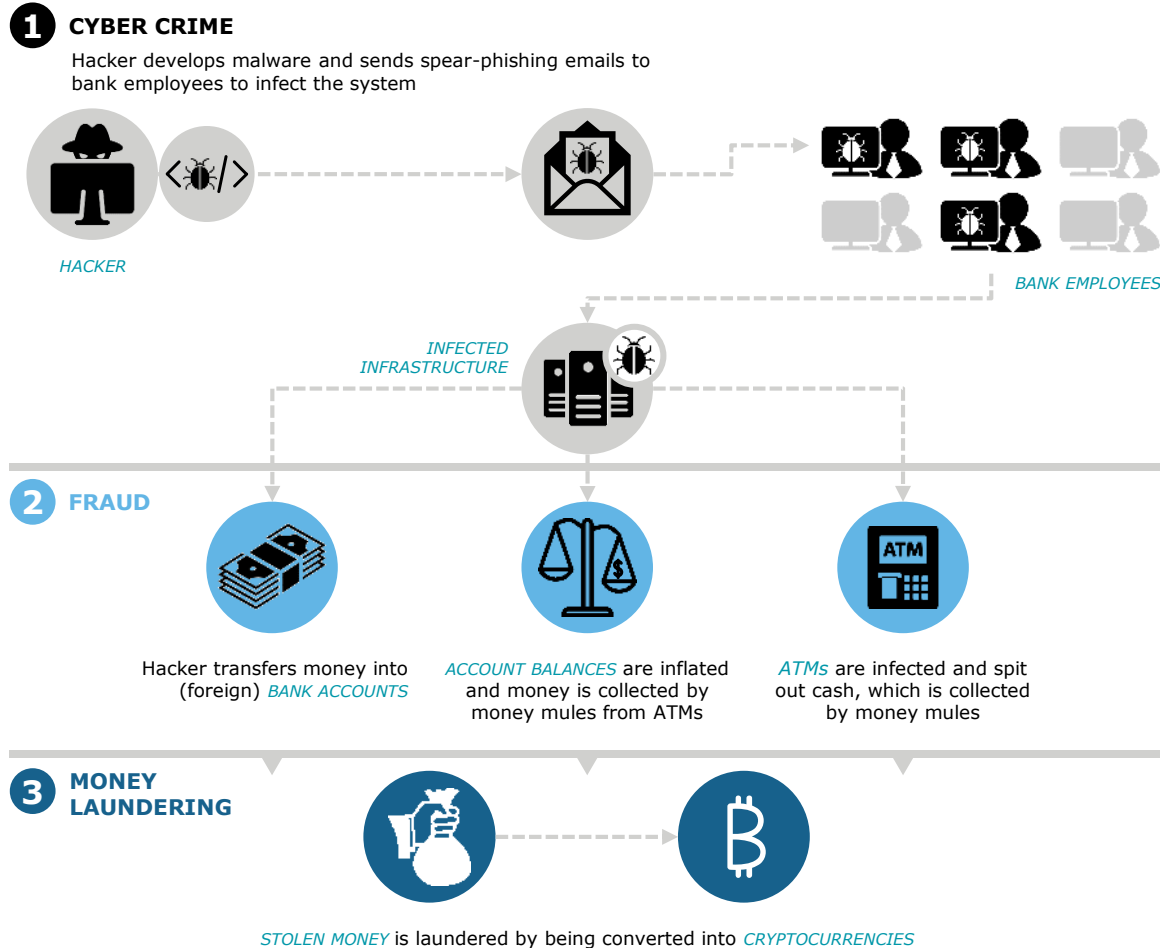 1 CYBER CRIME
Hacker develops malware and sends spear-phishing emails to
bank employees to infect the system
< />
HACKER
BANK EMPLOYEES
INFECTED
INFRASTRUCTURE
2 FRAUD
$
ATM
Hacker transfers money into
(foreign) BANK ACCOUNTS
ACCOUNT BALANCES are inflated
and money is collected by
money mules from ATMs
ATMs are infected and spit
out cash, which is collected
by money mules
3 MONEY
LAUNDERING
STOLEN MONEY is laundered by being converted into CRYPTOCURRENCIES